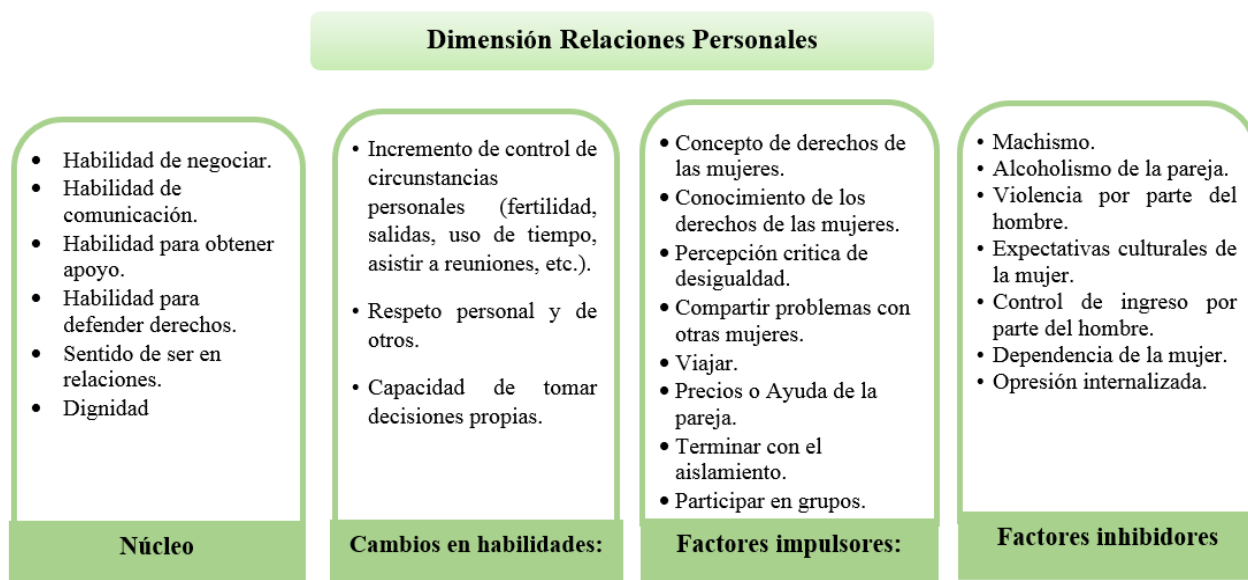 Dimensión Relaciones Personales
• Habilidad de negociar.
• Habilidad de
comunicación.
• Habilidad para obtener
apoyo.
• Habilidad para
defender derechos.
• Sentido de ser en
relaciones.
• Dignidad
Núcleo
• Incremento de control de
circunstancias
personales (fertilidad,
salidas, uso de tiempo,
asistir a reuniones, etc.).
• Respeto personal y de
otros.
• Capacidad de tomar
decisiones propias.
Cambios en habilidades:
• Concepto de derechos de
las mujeres.
• Conocimiento de los
derechos de las mujeres.
• Percepción critica de
desigualdad.
• Compartir problemas con
otras mujeres.
• Viajar.
• Precios o Ayuda de la
pareja.
• Terminar con el
aislamiento.
• Participar en grupos.
Factores impulsores:
• Machismo.
• Alcoholismo de la pareja.
• Violencia por parte del
hombre.
• Expectativas culturales de
la mujer.
• Control de ingreso por
parte del hombre.
• Dependencia de la mujer.
• Opresión internalizada.
Factores inhibidores